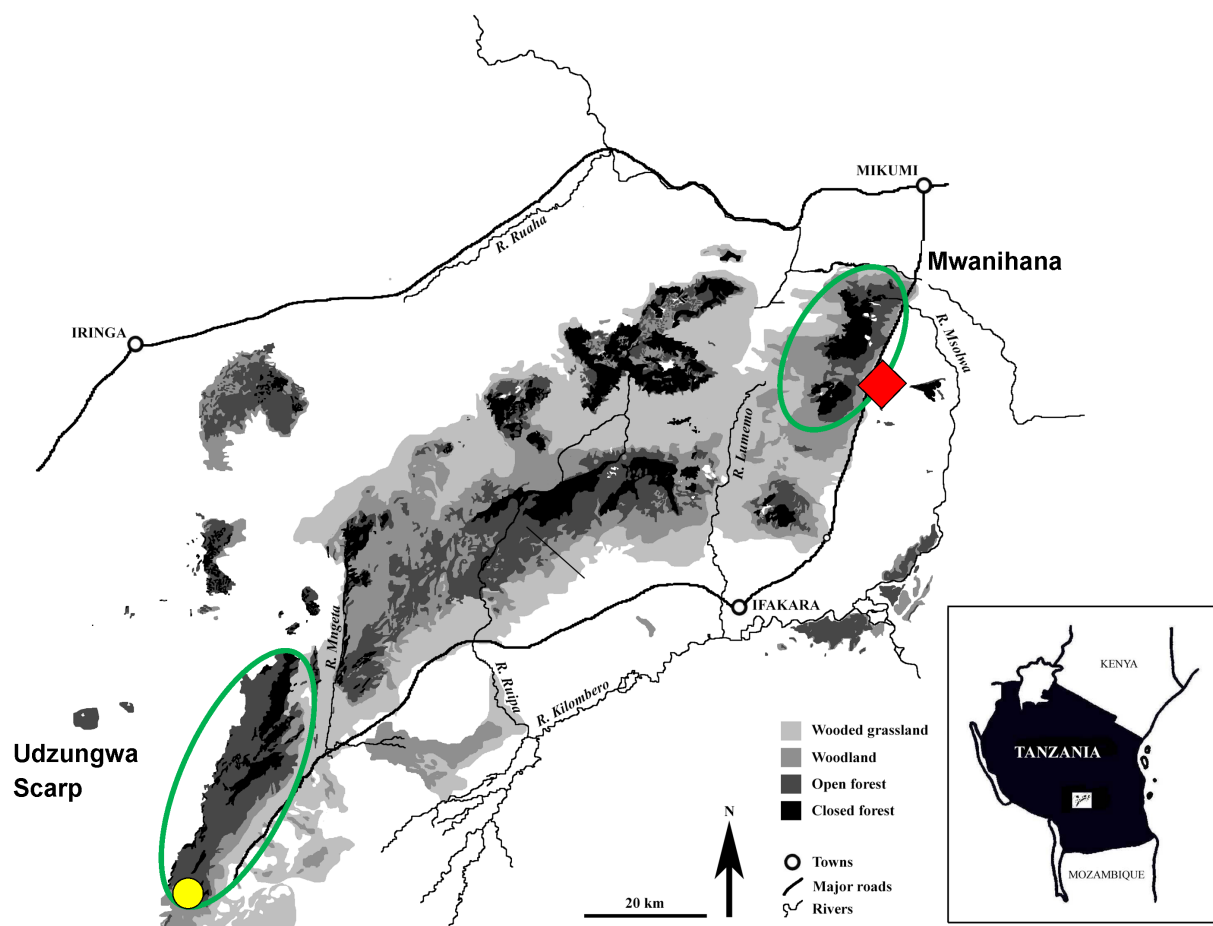 MIKUMI
Mwanihana
R. Ruaha
IRINGA
R. Msolwa
R. Lumemo
IFAKARA
R. Mngeta
R. Ruipa
R. Kilombero
Udzungwa
Scarp
Wooded grassland
Woodland
Open forest
Closed forest
N
Towns
Major roads
Rivers
20 km
KENYA
TANZANIA
MOZAMBIQUE